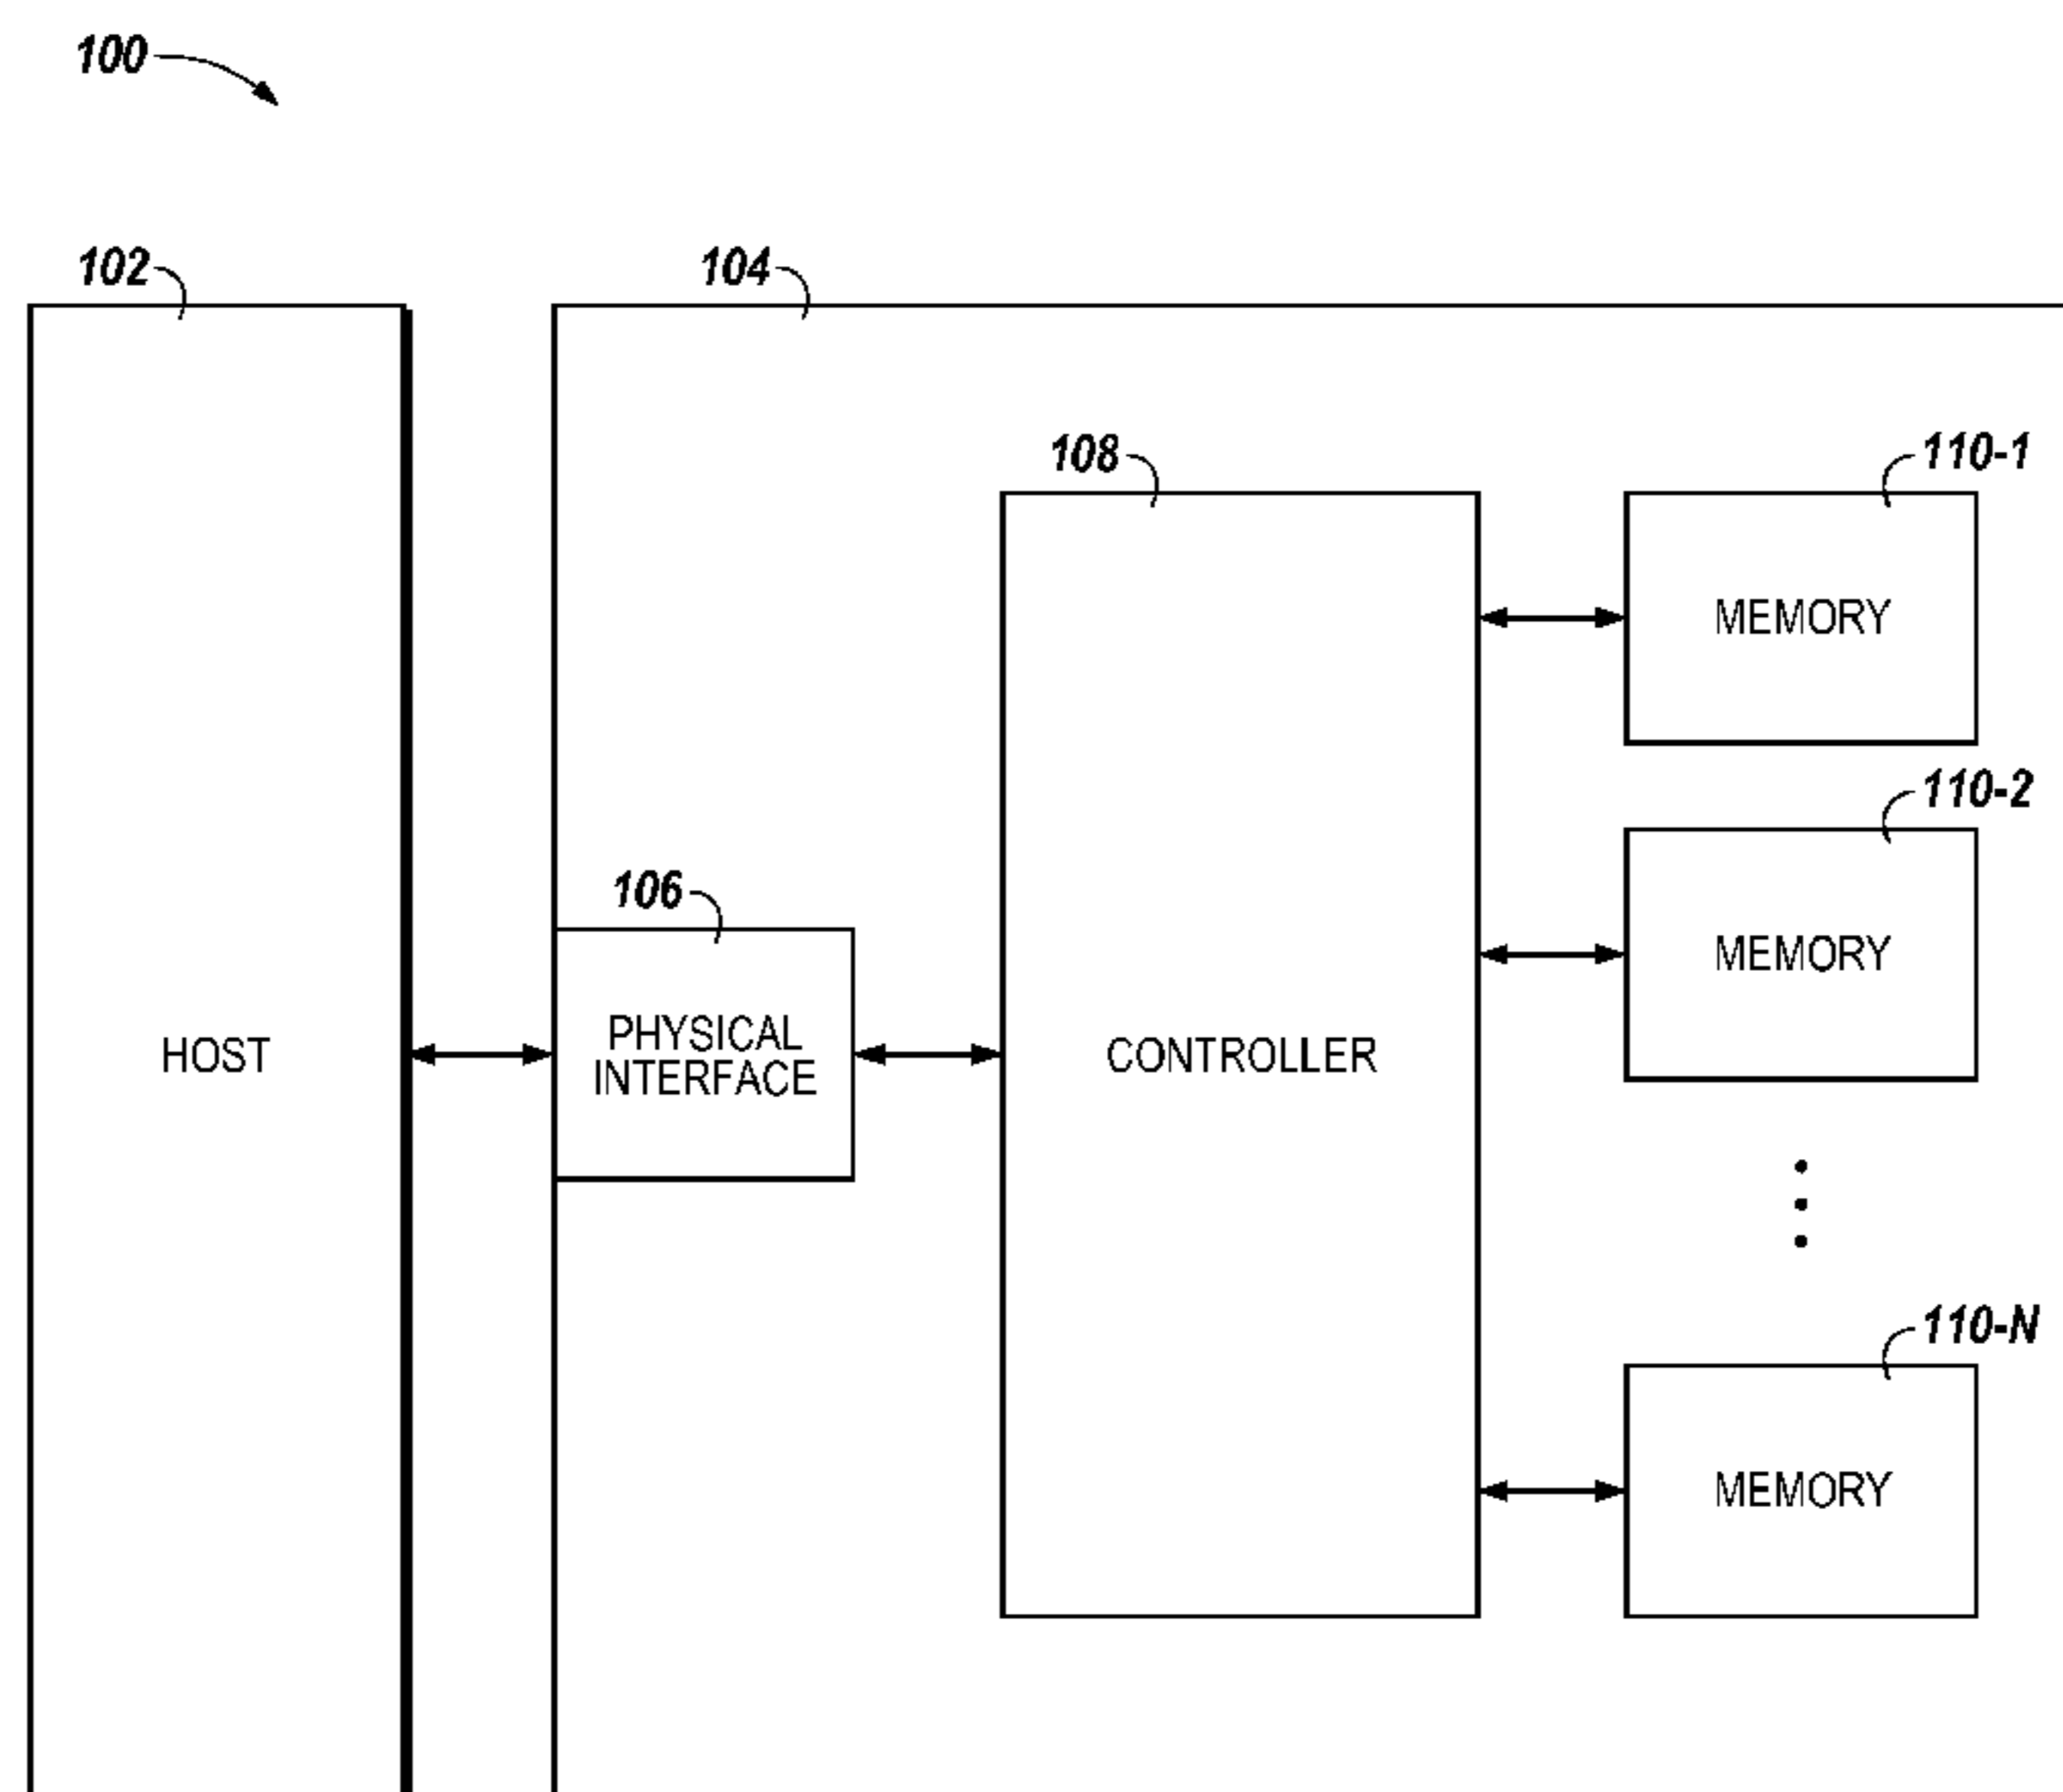 100
102
104
108
110-1
MEMORY
110-2
106
MEMORY
PHYSICAL
INTERFACE
HOST
CONTROLLER
110-N
MEMORY